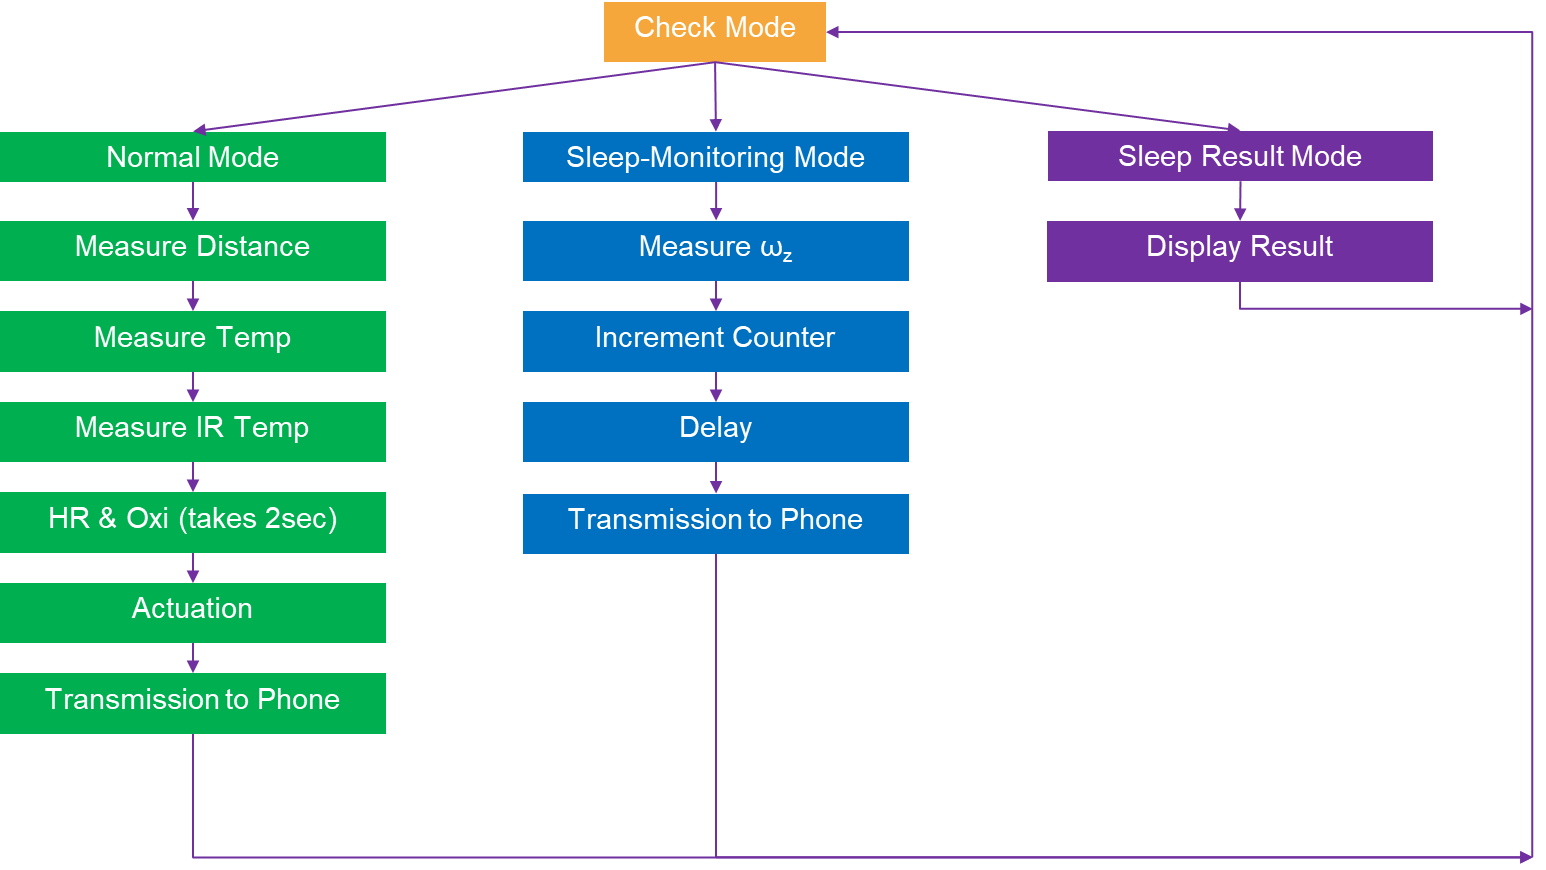 Check Mode
Normal Mode
Measure Distance
Measure Temp
Measure IR Temp
HR & Oxi (takes 2sec)
Actuation
Transmission to Phone
Sleep-Monitoring Mode
Measure ωz
Increment Counter
Delay
Transmission to Phone
Sleep Result Mode
Display Result